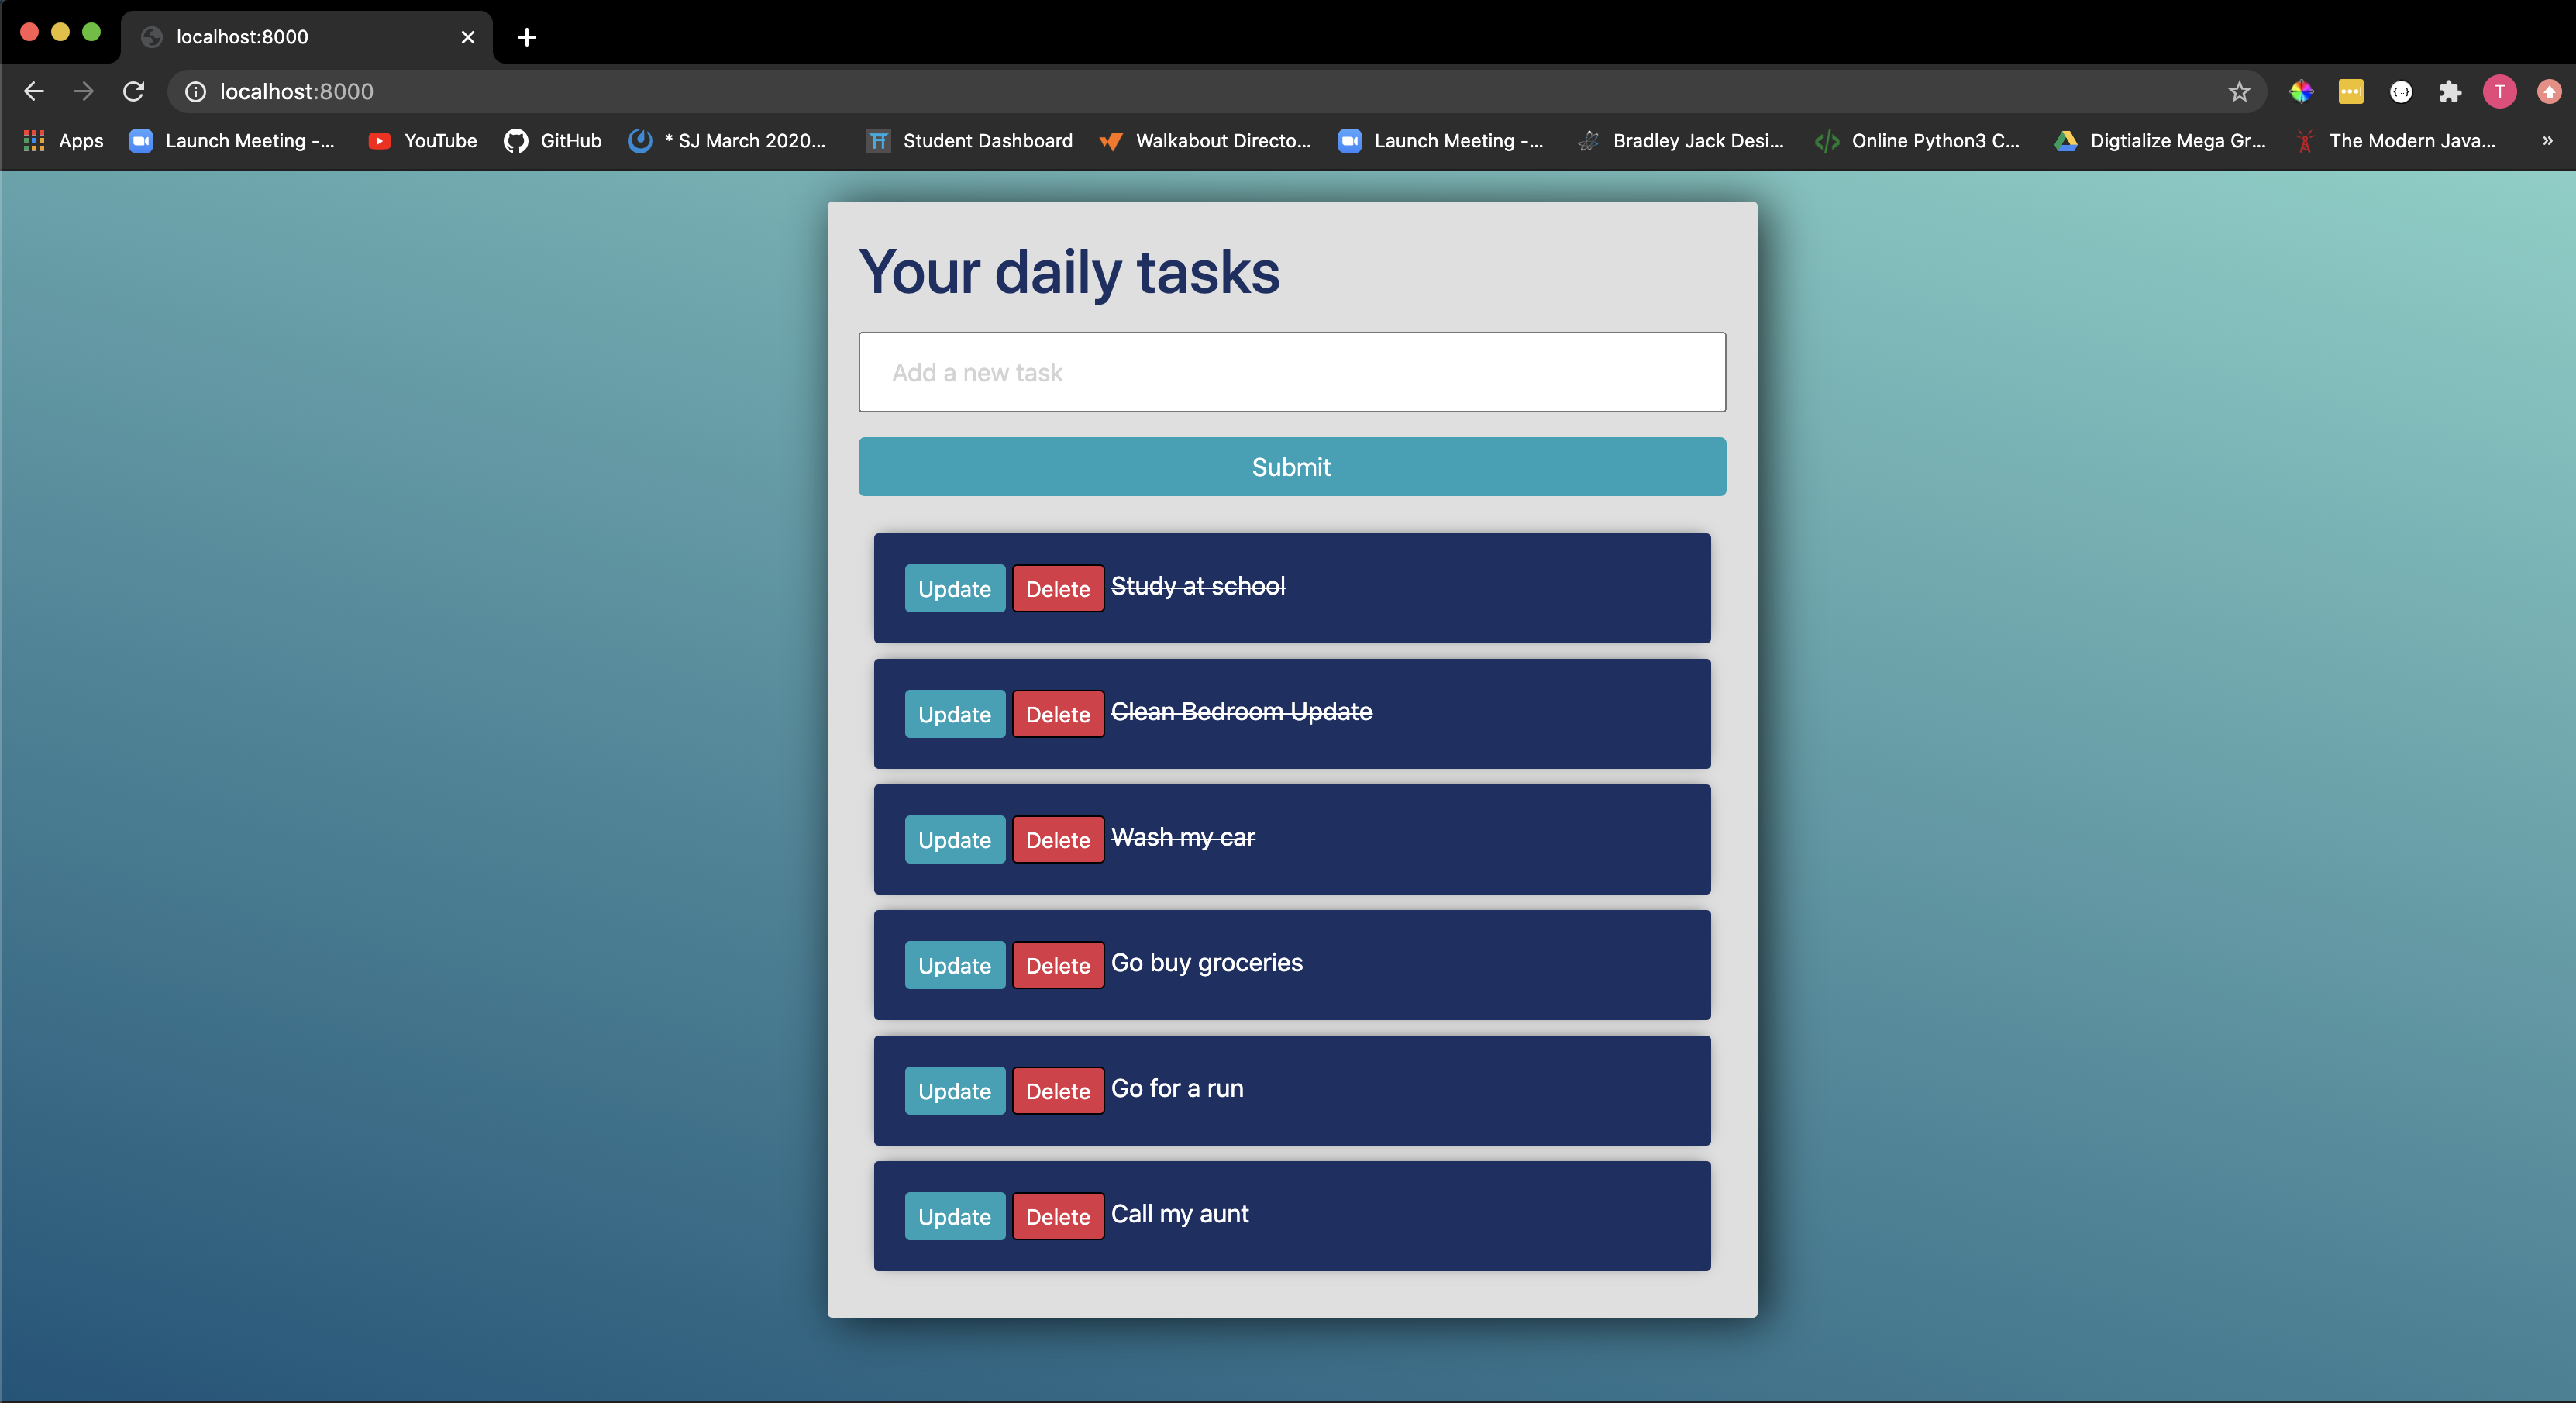 localhost:8000
localhost:8000
T
Apps Launch Meeting -... YouTube GitHub * SJ March 2020... Student Dashboard Walkabout Directo... Launch Meeting -... Bradley Jack Desi... Online Python3 C... Digtialize Mega Gr... The Modern Java... »
Your daily tasks
Add a new task
Submit
Update Delete Study at school
Update Delete Clean Bedroom Update
Update Delete Wash my car
Update Delete Go buy groceries
Update Delete Go for a run
Update Delete Call my aunt